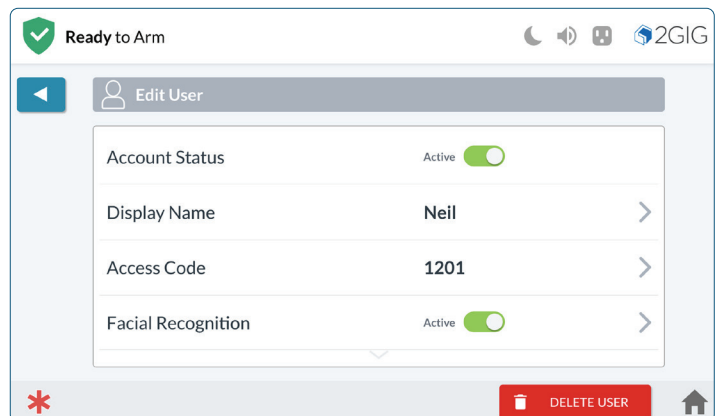 Ready to Arm
2GIG
Edit User
Account Status Active
Display Name Neil
Access Code 1201
Facial Recognition Active
DELETE USER